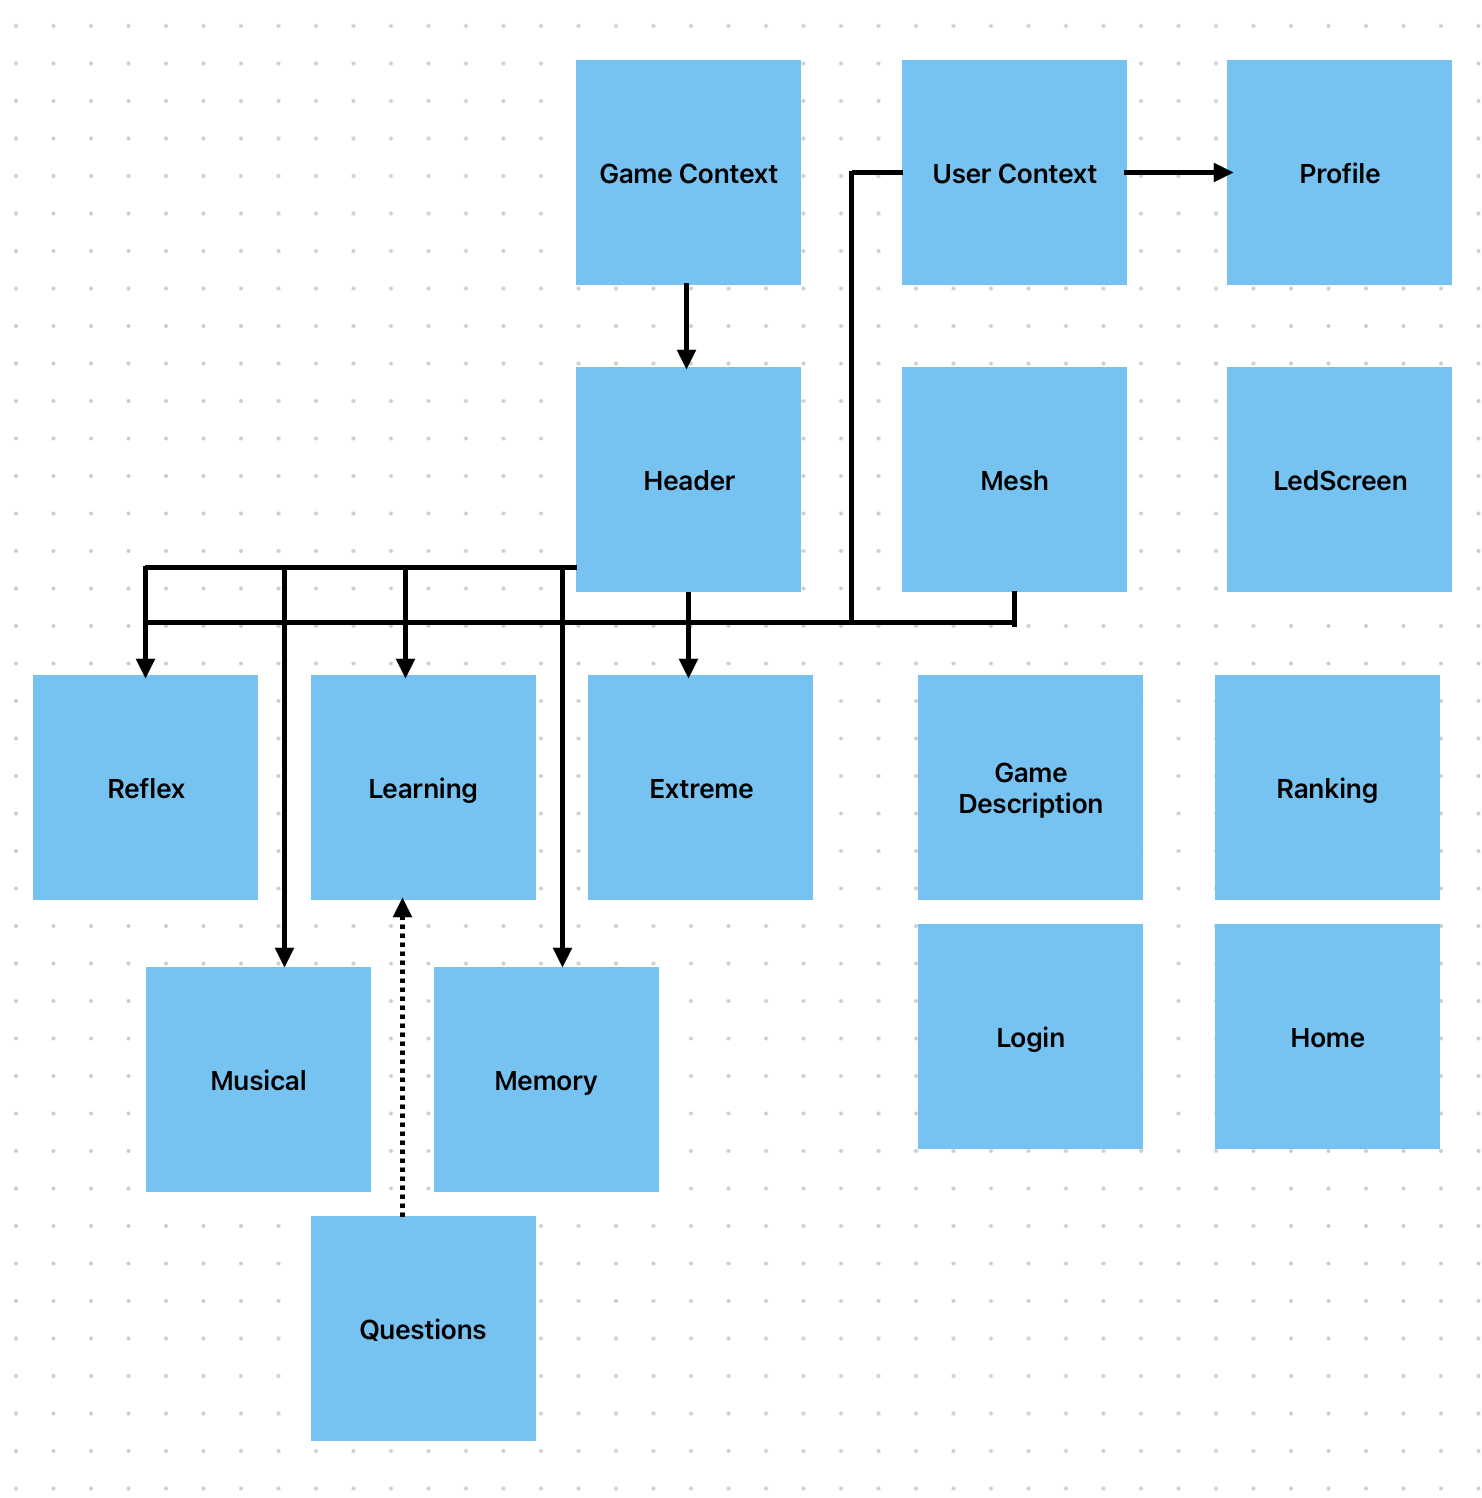 Game Context
User Context
Profile
Header
Mesh
LedScreen
Reflex
Learning
Extreme
Game
Description
Ranking
Musical
Memory
Login
Home
Questions